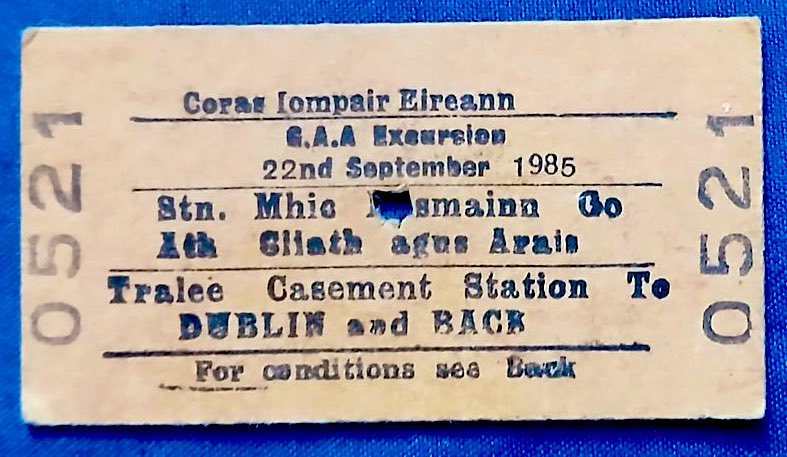 Coras Iompair Eireann
G.A.A Excursion
22nd September 1985
Stn. Mhic smainn Go
Ath Cliath agus Arais
Tralee Casement Station To
DUBLIN and BACK
For conditions see Back
0521
0521